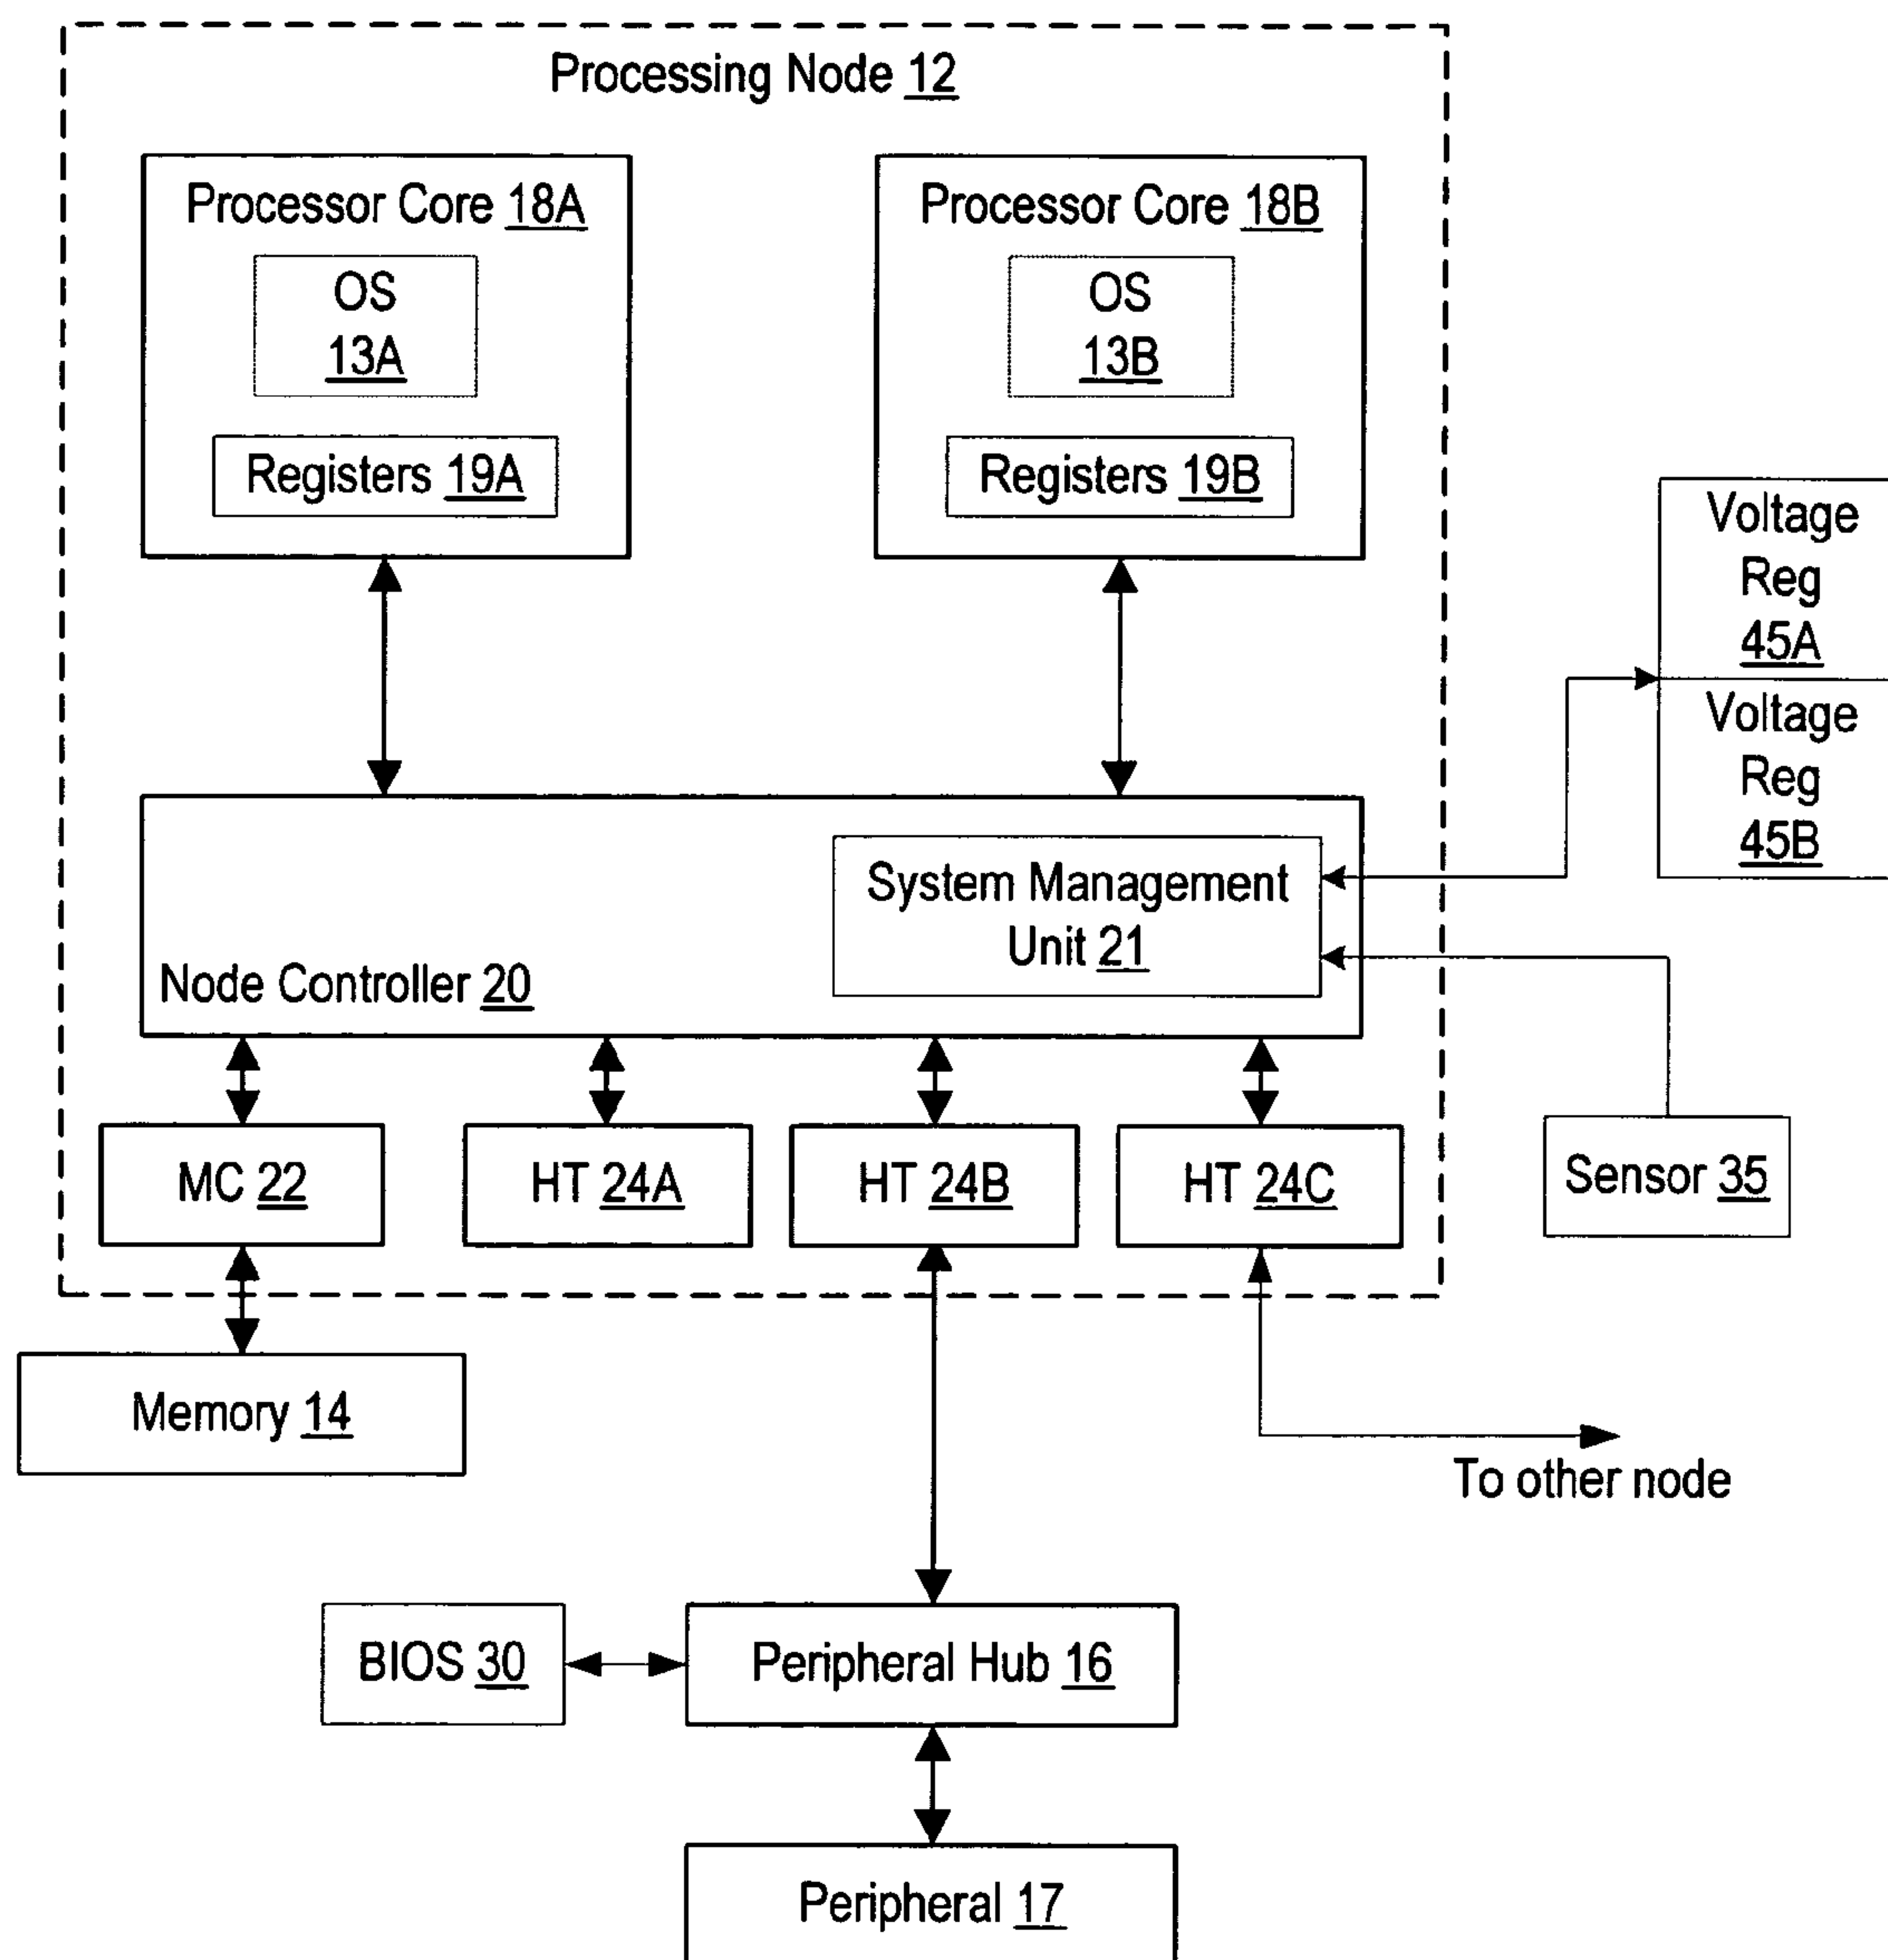 Processing Node 12
Processor Core 18A
OS
13A
Registers 19A
Processor Core 18B
OS
13B
Registers 19B
Voltage
Reg
45A
Voltage
Reg
45B
System Management
Unit 21
Node Controller 20
MC 22
HT 24A
HT 24B
HT 24C
Sensor 35
Memory 14
To other node
BIOS 30
Peripheral Hub 16
Peripheral 17